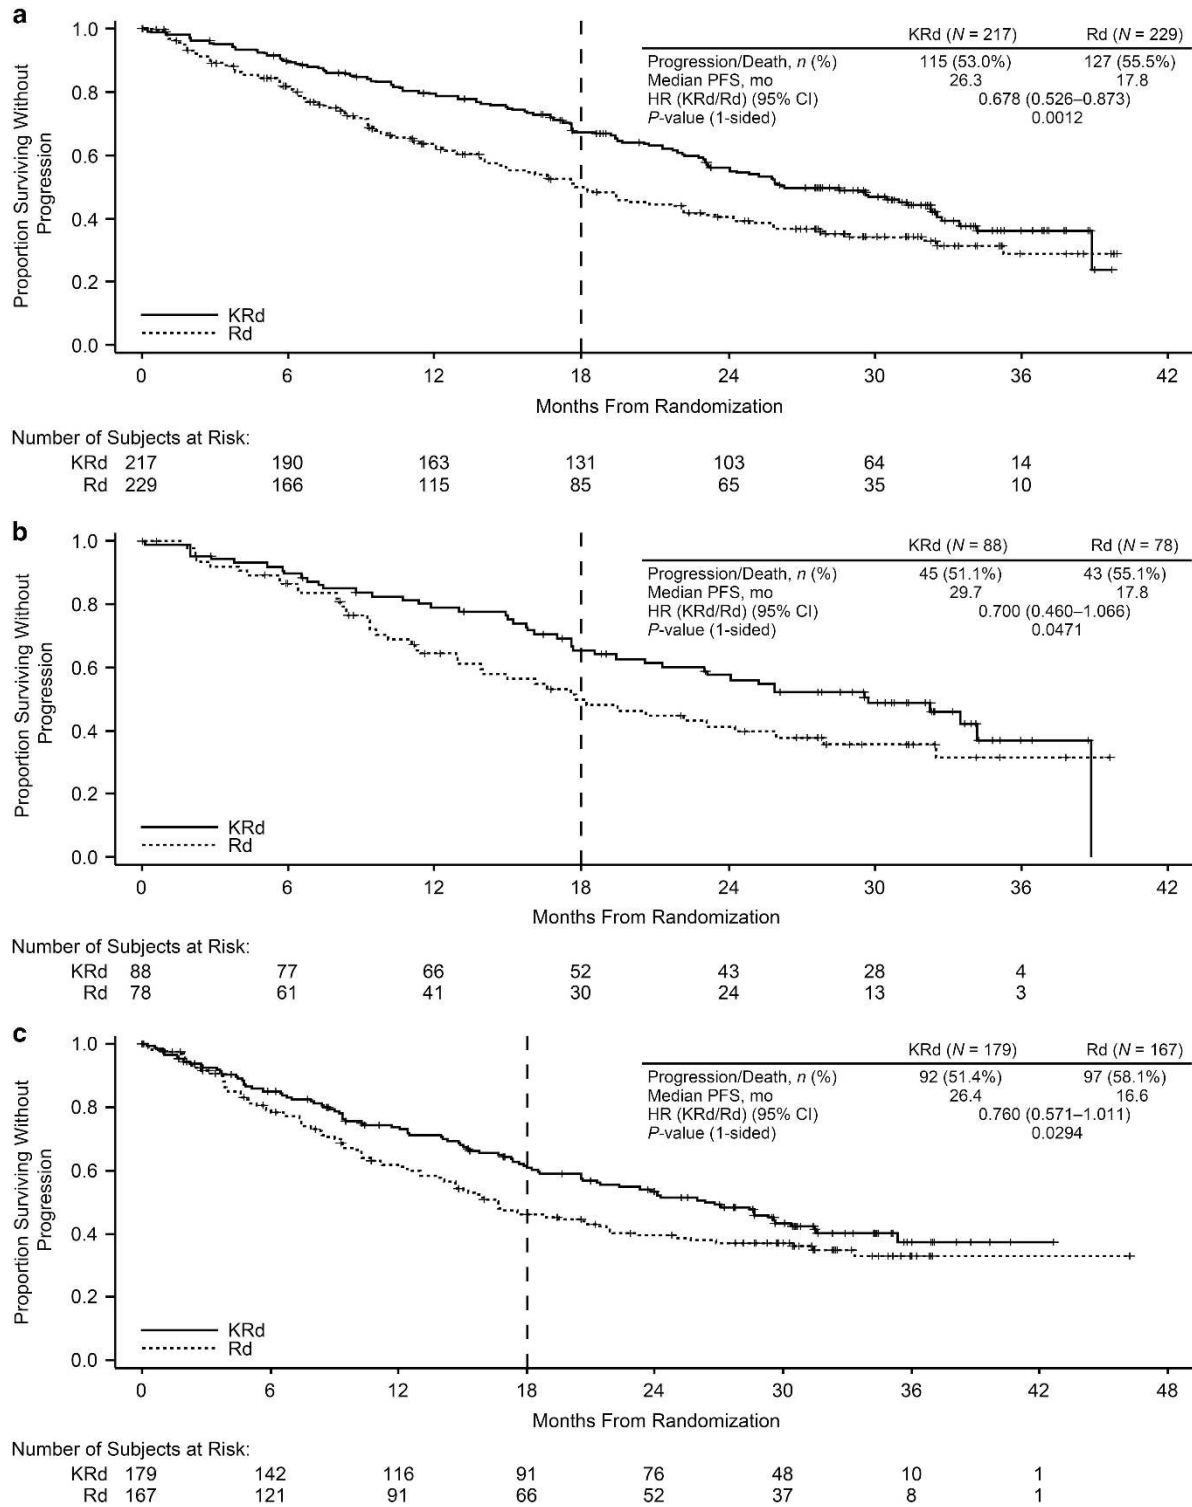 a
KRd (N = 217) Rd (N = 229)
Progression/Death, n (%) 115 (53.0%) 127 (55.5%)
Median PFS, mo 26.3 17.8
HR (KRd/Rd) (95% CI) 0.678 (0.526–0.873)
P-value (1-sided) 0.0012
Proportion Surviving Without
Progression
1.0
0.8
0.6
0.4
0.2
0.0
KRd
Rd
0 6 12 18 24 30 36 42
Months From Randomization
Number of Subjects at Risk:
KRd 217 190 163 131 103 64 14
Rd 229 166 115 85 65 35 10
b
KRd (N = 88) Rd (N = 78)
Progression/Death, n (%) 45 (51.1%) 43 (55.1%)
Median PFS, mo 29.7 17.8
HR (KRd/Rd) (95% CI) 0.700 (0.460–1.066)
P-value (1-sided) 0.0471
Proportion Surviving Without
Progression
1.0
0.8
0.6
0.4
0.2
0.0
KRd
Rd
0 6 12 18 24 30 36 42
Months From Randomization
Number of Subjects at Risk:
KRd 88 77 66 52 43 28 4
Rd 78 61 41 30 24 13 3
c
KRd (N = 179) Rd (N = 167)
Progression/Death, n (%) 92 (51.4%) 97 (58.1%)
Median PFS, mo 26.4 16.6
HR (KRd/Rd) (95% CI) 0.760 (0.571–1.011)
P-value (1-sided) 0.0294
Proportion Surviving Without
Progression
1.0
0.8
0.6
0.4
0.2
0.0
KRd
Rd
0 6 12 18 24 30 36 42 48
Months From Randomization
Number of Subjects at Risk:
KRd 179 142 116 91 76 48 10 1
Rd 167 121 91 66 52 37 8 1